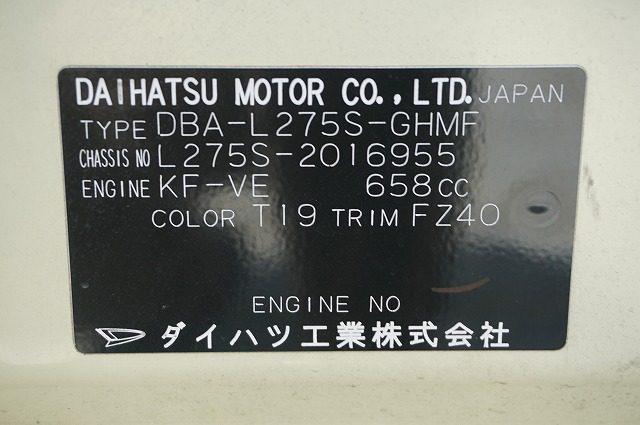 DAIHATSU MOTOR CO., LTD. JAPAN
TYPE DBA-L275S-GHMF
CHASSIS NO L275S-2016955
ENGINE KF-VE 658CC
COLOR T19 TRIM FZ40
ENGINE NO
ダイハツ工業株式会社